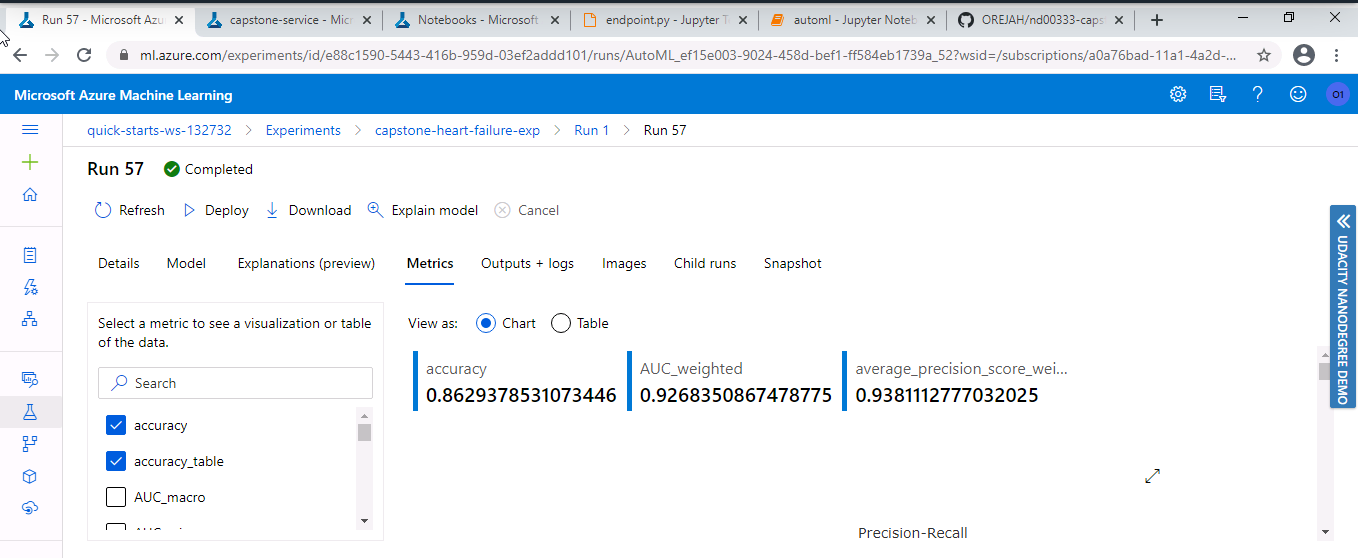 Run 57 - Microsoft Azu
capstone-service - Micr
Notebooks - Microsoft
endpoint.py - Jupyter T
automl - Jupyter Noteb
OREJAH/nd00333-caps
ml.azure.com/experiments/id/e88c1590-5443-416b-959d-03ef2addd101/runs/AutoML_ef15e003-9024-458d-bef1-ff584eb1739a_52?wsid=/subscriptions/a0a76bad-11a1-4a2d-...
Microsoft Azure Machine Learning
O1
quick-starts-ws-132732 > Experiments > capstone-heart-failure-exp > Run 1 > Run 57
Run 57 Completed
Refresh Deploy Download Explain model Cancel
Details Model Explanations (preview) Metrics Outputs + logs Images Child runs Snapshot
Select a metric to see a visualization or table
of the data.
Search
accuracy
accuracy_table
AUC_macro
View as: Chart Table
accuracy
0.8629378531073446
AUC_weighted
0.9268350867478775
average_precision_score_wei...
0.9381112777032025
Precision-Recall
UDACITY NANODEGREE DEMO